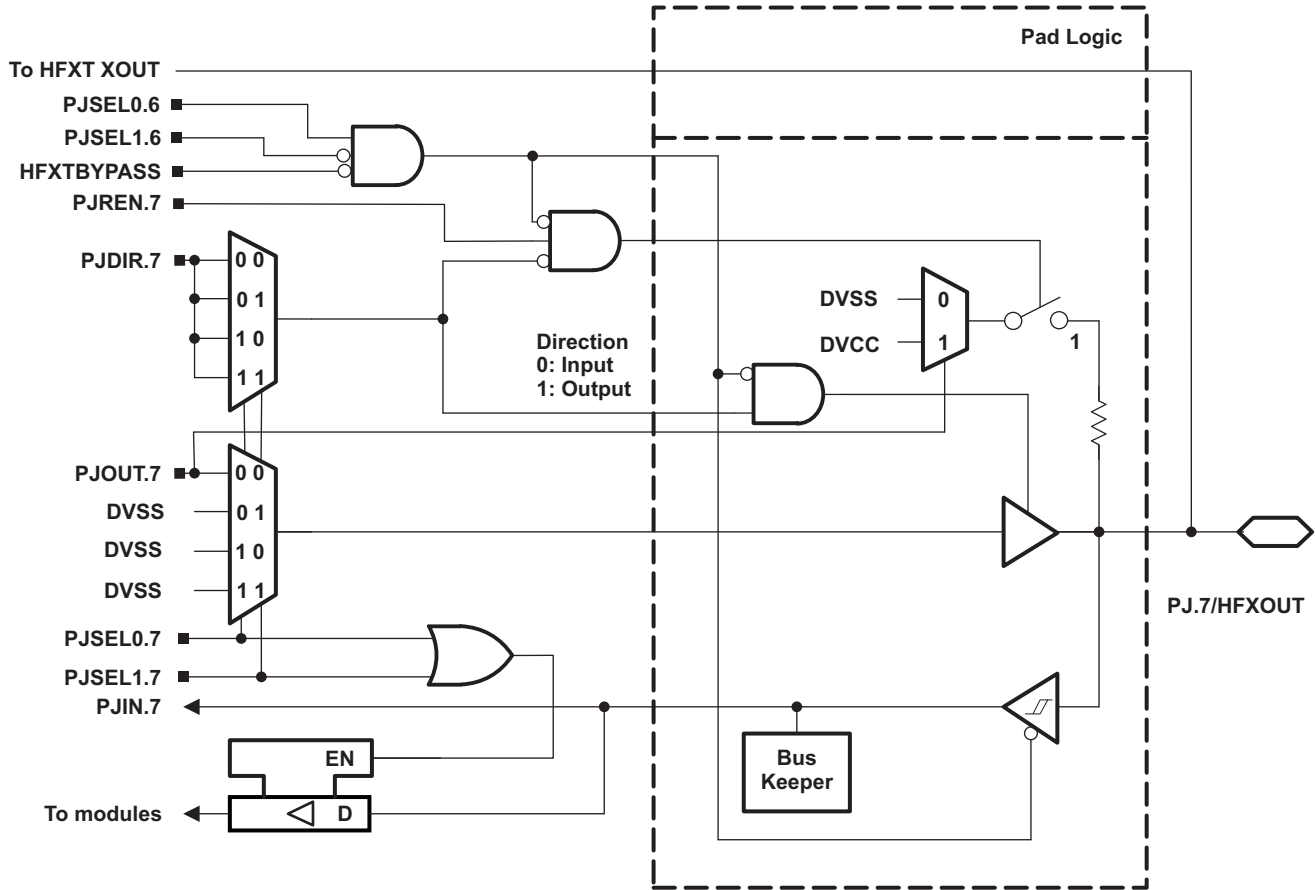 Pad Logic
To HFXT XOUT
PJSEL0.6
PJSEL1.6
HFXTBYPASS
PJREN.7
PJDIR.7
0 0
0 1
1 0
1 1
Direction
0: Input
1: Output
DVSS
0
DVCC
1
1
PJOUT.7
0 0
DVSS
0 1
DVSS
1 0
DVSS
1 1
PJ.7/HFXOUT
PJSEL0.7
PJSEL1.7
PJIN.7
EN
Bus
Keeper
To modules
D